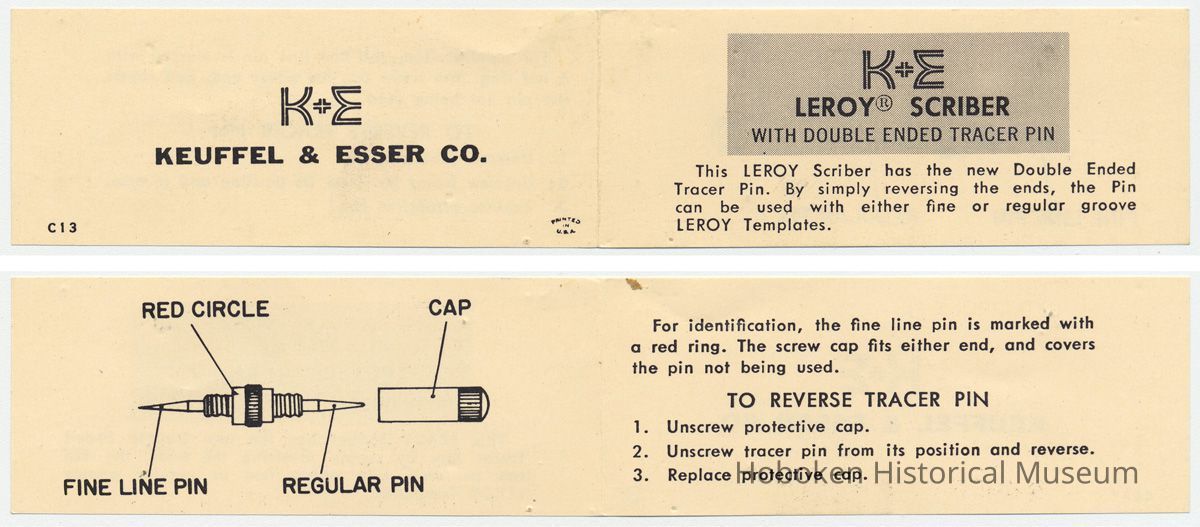 K+E
KEUFFEL & ESSER CO.
C13
PRINTED
IN
U.S.A.
K+E
LEROY® SCRIBER
WITH DOUBLE ENDED TRACER PIN
This LEROY Scriber has the new Double Ended
Tracer Pin. By simply reversing the ends, the Pin
can be used with either fine or regular groove
LEROY Templates.
RED CIRCLE
CAP
FINE LINE PIN
REGULAR PIN
For identification, the fine line pin is marked with
a red ring. The screw cap fits either end, and covers
the pin not being used.
TO REVERSE TRACER PIN
1. Unscrew protective cap.
2. Unscrew tracer pin from its position and reverse.
3. Replace protective cap.
Hoboken Historical Museum